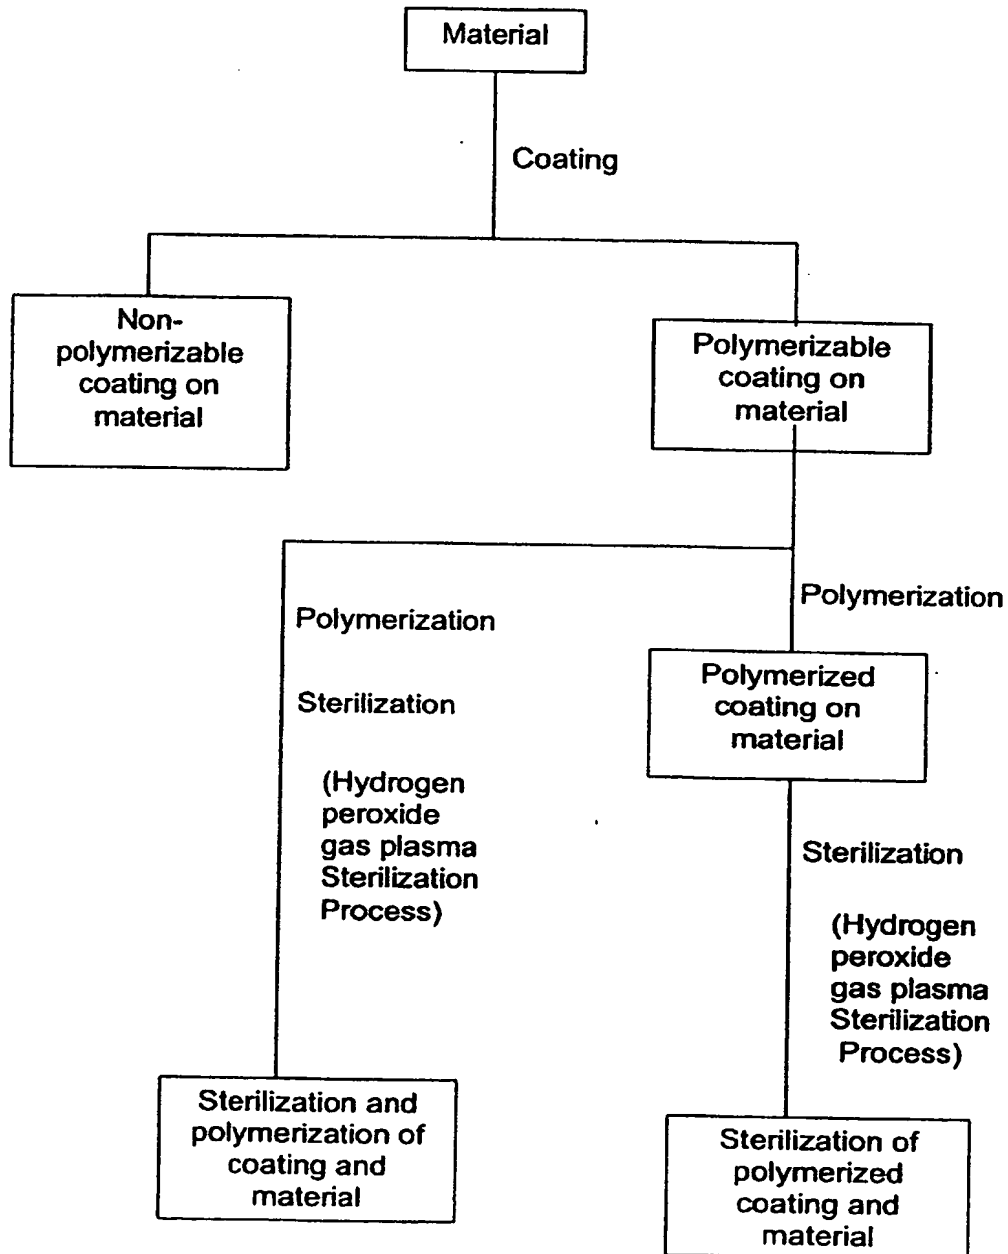 Material
Coating
Non-
polymerizable
coating on
material
Polymerizable
coating on
material
Polymerization
Sterilization
(Hydrogen
peroxide
gas plasma
Sterilization
Process)
Polymerization
Polymerized
coating on
material
Sterilization
(Hydrogen
peroxide
gas plasma
Sterilization
Process)
Sterilization and
polymerization of
coating and
material
Sterilization of
polymerized
coating and
material